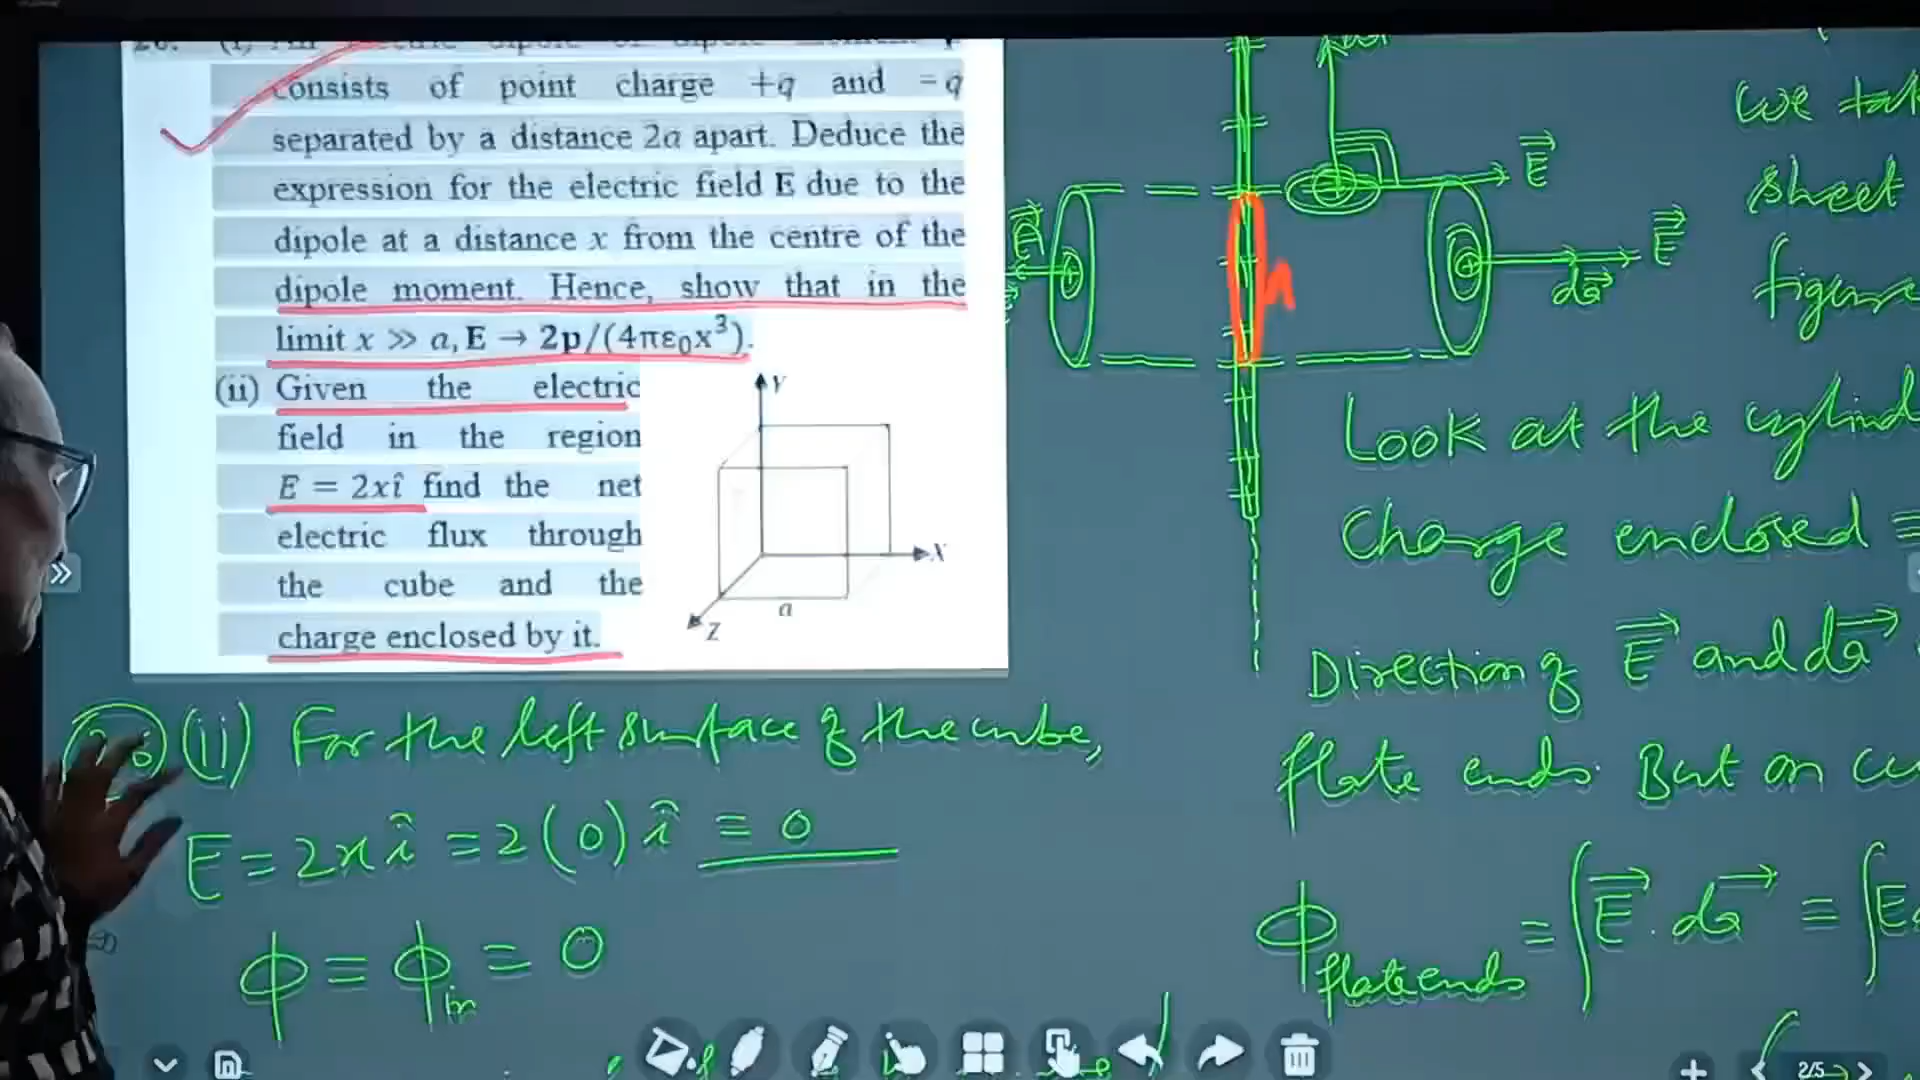 consists of point charge +q and -q
separated by a distance 2a apart. Deduce the
expression for the electric field E due to the
dipole at a distance x from the centre of the
dipole moment. Hence, show that in the
limit x ≫ a, E → 2p/(4πε₀x³).
(ii) Given the electric
field in the region
E = 2xî find the net
electric flux through
the cube and the
charge enclosed by it.
Y
X
Z
a
(ii) For the left surface of the cube,
E = 2xî = 2(0)î = 0
ϕ = ϕin = 0
E⃗
E⃗
da⃗
we
sheet
figure
Look at the
Charge enclosed =
Direction of E⃗ and da⃗
flate ends. But on
ϕflate ends = ∫E⃗.da⃗ = ∫E
2/5